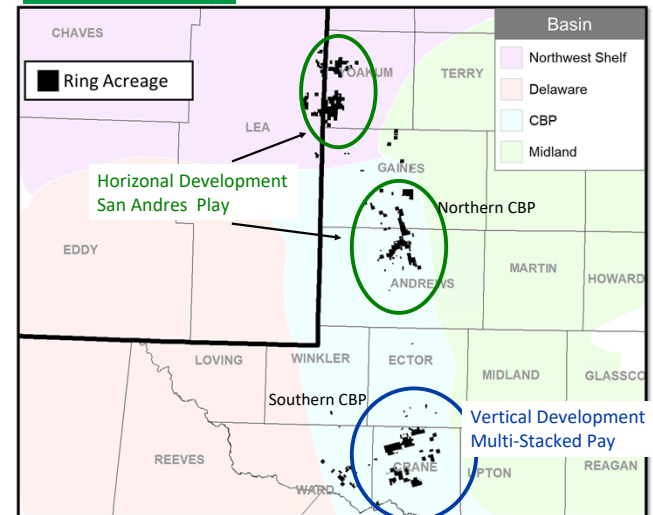 CHAVES
Basin
Northwest Shelf
Delaware
CBP
Midland
Ring Acreage
YOAKUM
TERRY
LEA
GAINES
Horizonal Development
San Andres Play
Northern CBP
EDDY
ANDREWS
MARTIN
HOWARD
LOVING
WINKLER
ECTOR
MIDLAND
GLASSCO
Southern CBP
Vertical Development
Multi-Stacked Pay
REEVES
CRANE
UPTON
REAGAN
WARD